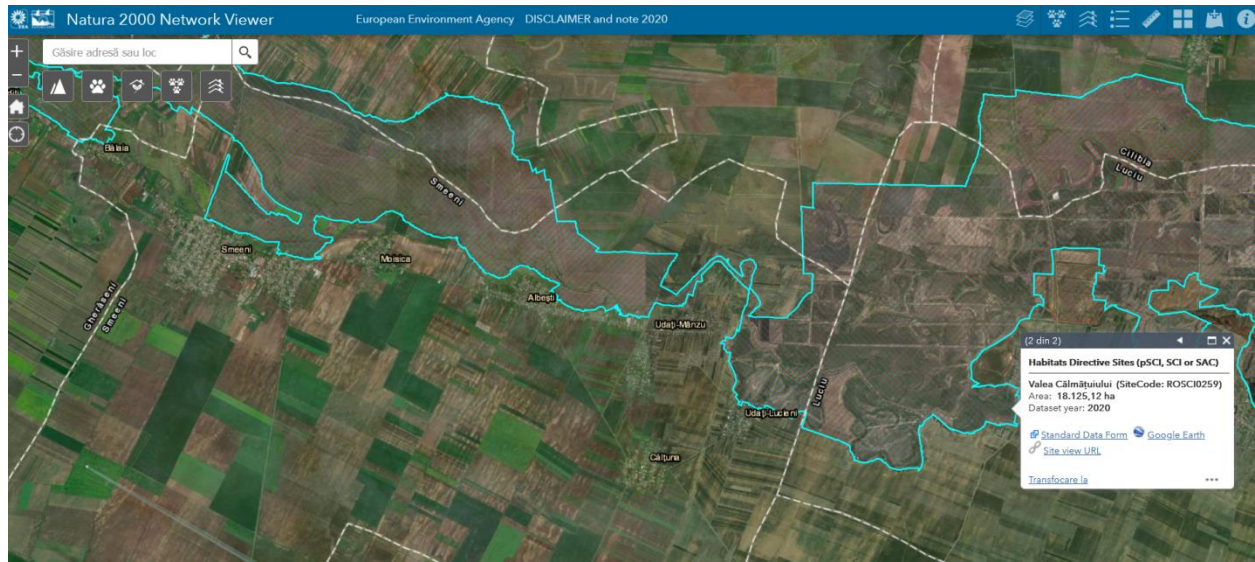 Natura 2000 Network Viewer
European Environment Agency DISCLAIMER and note 2020
Găsire adresă sau loc
Bălaia
Smeeni
Cilibia
Luciu
Smeeni
Moisica
Gherăseni
Smeeni
Albești
Udați-Mânzu
Luciu
Udați-Lucieni
Călțuna
(2 din 2)
Habitats Directive Sites (pSCI, SCI or SAC)
Valea Călmățuiului (SiteCode: ROSCI0259)
Area: 18.125,12 ha
Dataset year: 2020
Standard Data Form Google Earth
Site view URL
Transfocare la